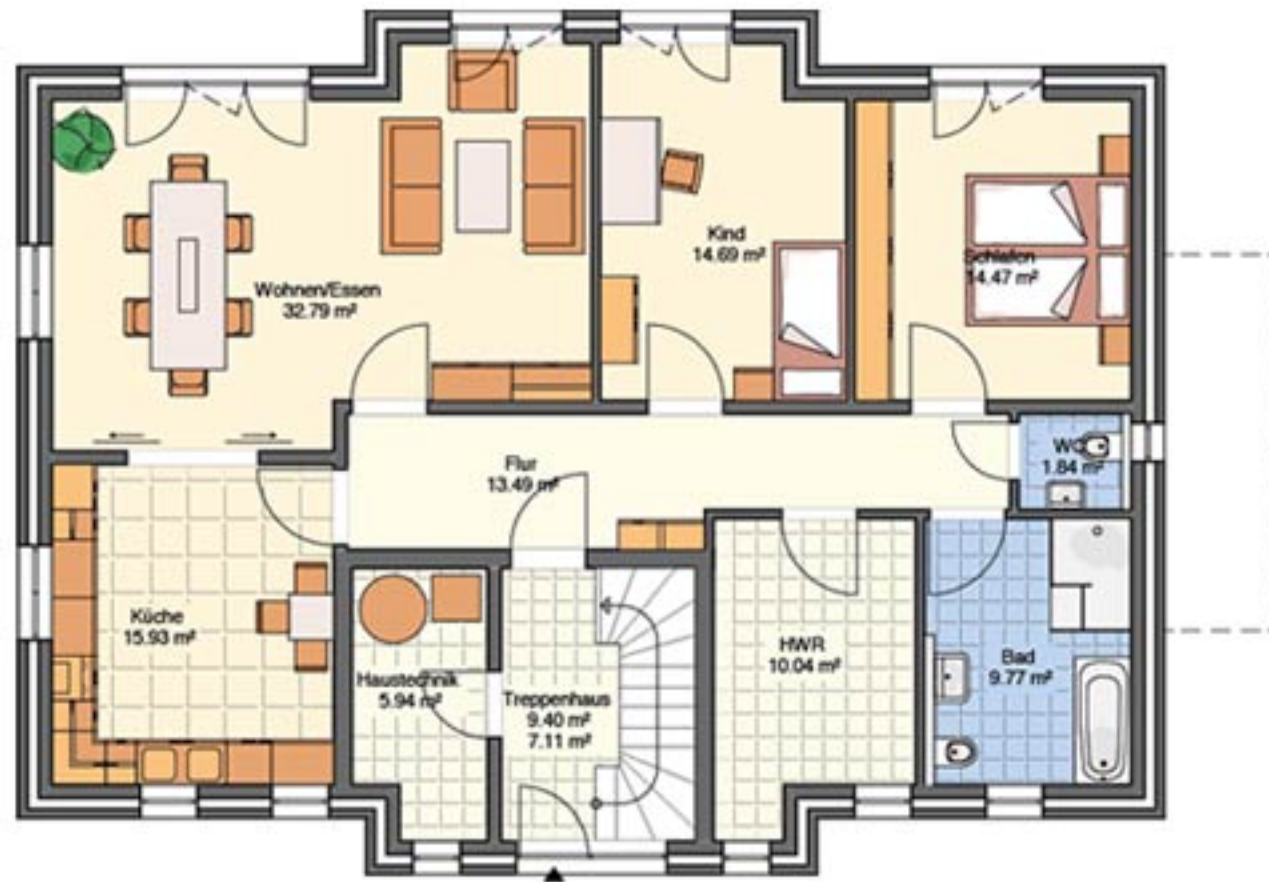 Kind
14.69 m²
Schlafen
14.47 m²
Wohnen/Essen
32.79 m²
WC
1.84 m²
Flur
13.49 m²
Küche
15.93 m²
HWR
10.04 m²
Bad
9.77 m²
Haustechnik
5.94 m²
Treppenhaus
9.40 m²
7.11 m²